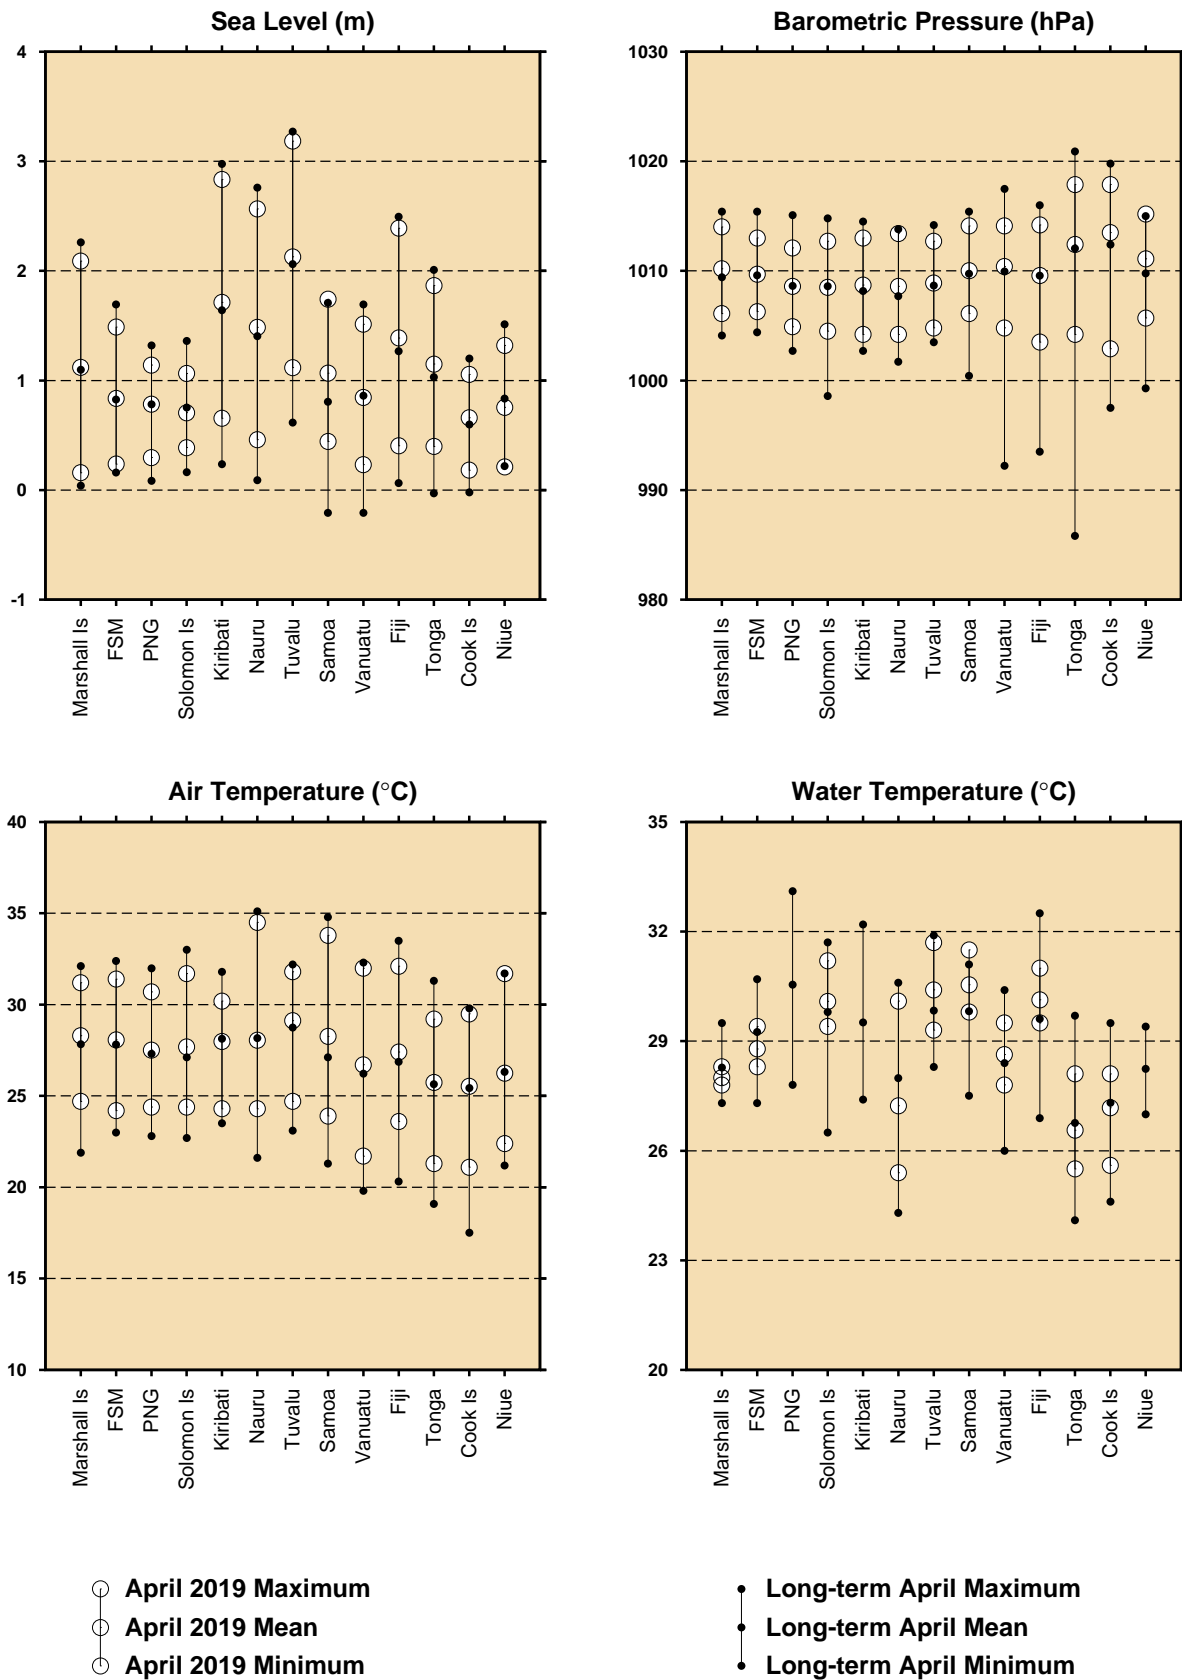 Sea Level (m)
4
3
2
1
0
-1
Marshall Is
FSM
PNG
Solomon Is
Kiribati
Nauru
Tuvalu
Samoa
Vanuatu
Fiji
Tonga
Cook Is
Niue
Barometric Pressure (hPa)
1030
1020
1010
1000
990
980
Marshall Is
FSM
PNG
Solomon Is
Kiribati
Nauru
Tuvalu
Samoa
Vanuatu
Fiji
Tonga
Cook Is
Niue
Air Temperature (°C)
40
35
30
25
20
15
10
Marshall Is
FSM
PNG
Solomon Is
Kiribati
Nauru
Tuvalu
Samoa
Vanuatu
Fiji
Tonga
Cook Is
Niue
Water Temperature (°C)
35
32
29
26
23
20
Marshall Is
FSM
PNG
Solomon Is
Kiribati
Nauru
Tuvalu
Samoa
Vanuatu
Fiji
Tonga
Cook Is
Niue
April 2019 Maximum
April 2019 Mean
April 2019 Minimum
Long-term April Maximum
Long-term April Mean
Long-term April Minimum